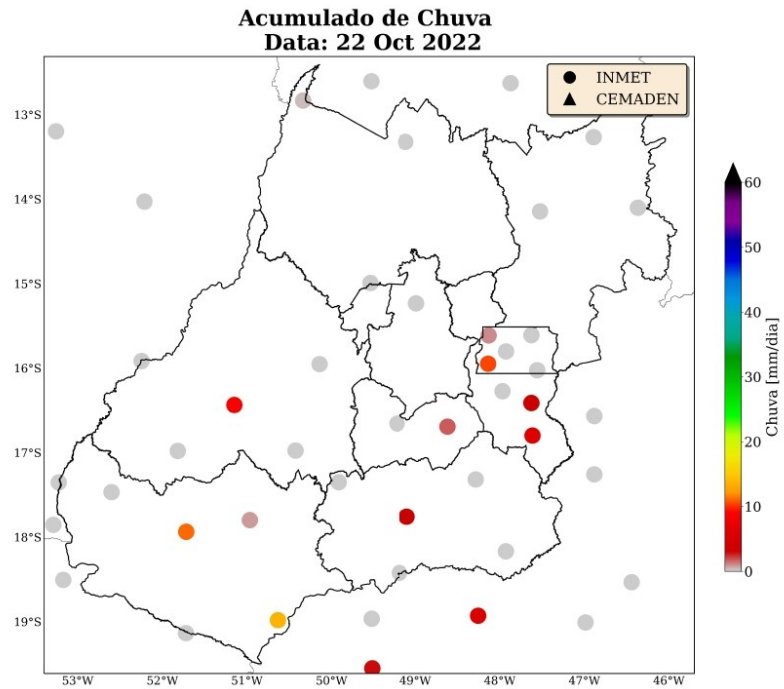 Acumulado de Chuva
Data: 22 Oct 2022
INMET
CEMADEN
13°S
14°S
15°S
16°S
17°S
18°S
19°S
53°W
52°W
51°W
50°W
49°W
48°W
47°W
46°W
60
50
40
30
20
10
0
Chuva [mm/dia]